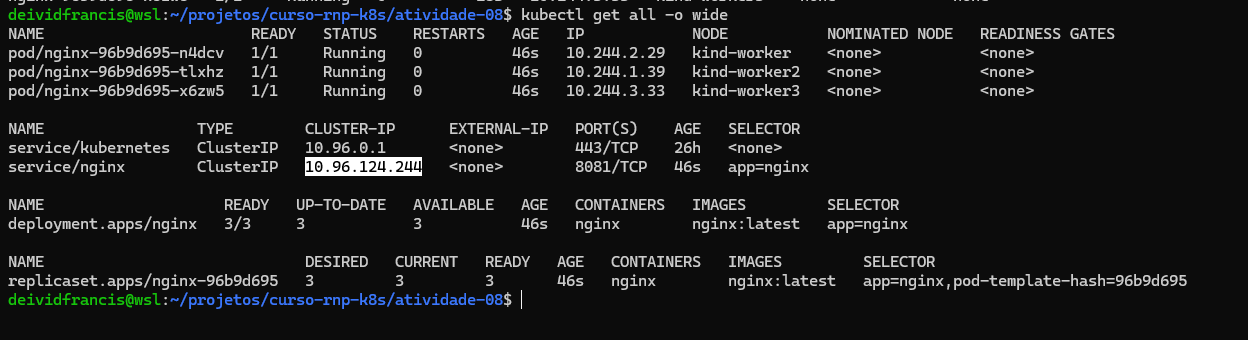 deividfrancis@wsl:~/projetos/curso-rnp-k8s/atividade-08$ kubectl get all -o wide
NAME READY STATUS RESTARTS AGE IP NODE NOMINATED NODE READINESS GATES
pod/nginx-96b9d695-n4dcv 1/1 Running 0 46s 10.244.2.29 kind-worker <none> <none>
pod/nginx-96b9d695-tlxhz 1/1 Running 0 46s 10.244.1.39 kind-worker2 <none> <none>
pod/nginx-96b9d695-x6zw5 1/1 Running 0 46s 10.244.3.33 kind-worker3 <none> <none>
NAME TYPE CLUSTER-IP EXTERNAL-IP PORT(S) AGE SELECTOR
service/kubernetes ClusterIP 10.96.0.1 <none> 443/TCP 26h <none>
service/nginx ClusterIP 10.96.124.244 <none> 8081/TCP 46s app=nginx
NAME READY UP-TO-DATE AVAILABLE AGE CONTAINERS IMAGES SELECTOR
deployment.apps/nginx 3/3 3 3 46s nginx nginx:latest app=nginx
NAME DESIRED CURRENT READY AGE CONTAINERS IMAGES SELECTOR
replicaset.apps/nginx-96b9d695 3 3 3 46s nginx nginx:latest app=nginx,pod-template-hash=96b9d695
deividfrancis@wsl:~/projetos/curso-rnp-k8s/atividade-08$